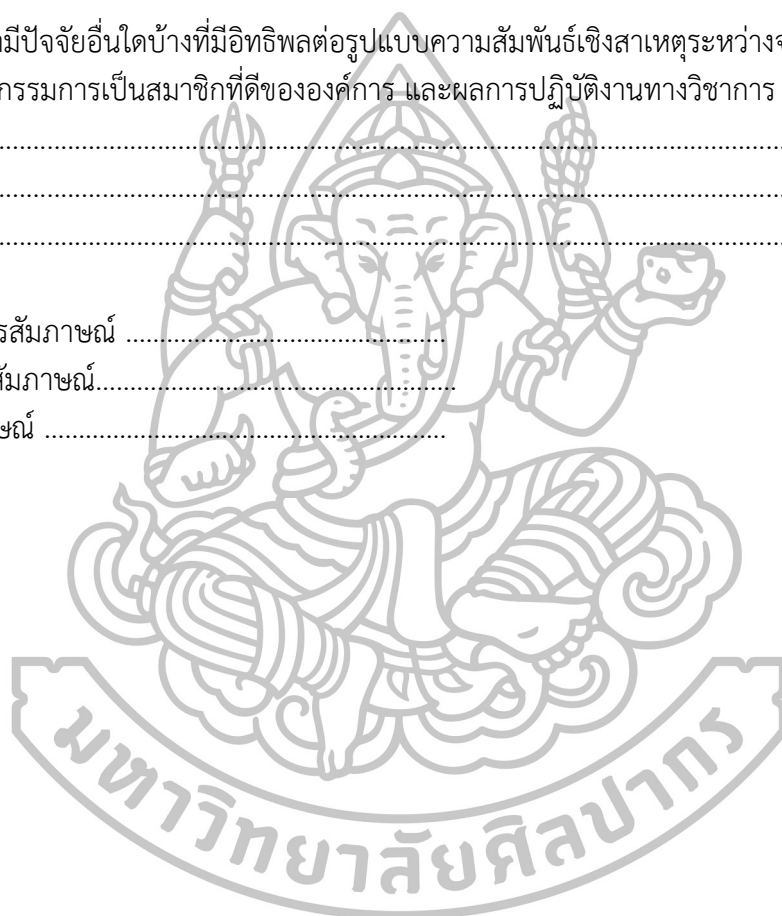 มีปัจจัยอื่นใดบ้างที่มีอิทธิพลต่อรูปแบบความสัมพันธ์เชิงสาเหตุระหว่าง
กรรมการเป็นสมาชิกที่ดีขององค์การ และผลการปฏิบัติงานทางวิชาการ
..........................................................................................................................
..........................................................................................................................
..........................................................................................................................
รสัมภาษณ์ ...............................................
สัมภาษณ์.....................................................
ษณ์ ...........................................................
มหาวิทยาลัยศิลปากร